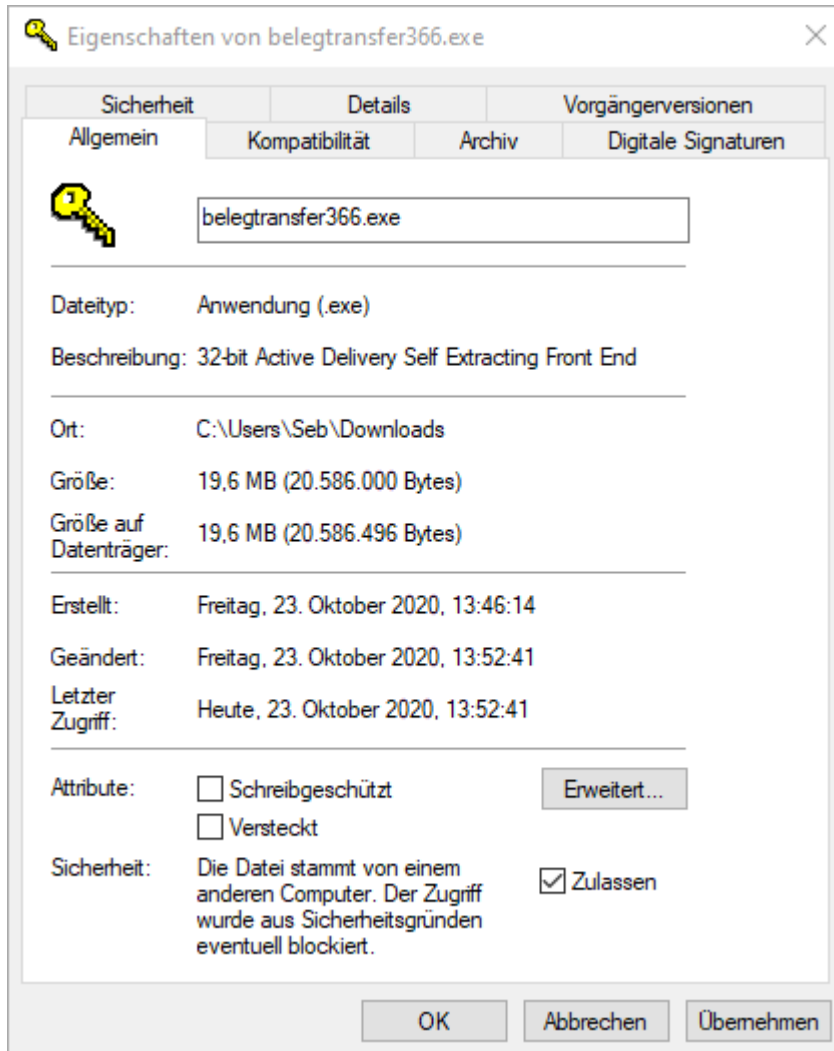 Eigenschaften von belegtransfer366.exe
Sicherheit
Details
Vorgängerversionen
Allgemein
Kompatibilität
Archiv
Digitale Signaturen
belegtransfer366.exe
Dateityp: Anwendung (.exe)
Beschreibung: 32-bit Active Delivery Self Extracting Front End
Ort: C:\Users\Seb\Downloads
Größe: 19,6 MB (20.586.000 Bytes)
Größe auf
Datenträger: 19,6 MB (20.586.496 Bytes)
Erstellt: Freitag, 23. Oktober 2020, 13:46:14
Geändert: Freitag, 23. Oktober 2020, 13:52:41
Letzter
Zugriff: Heute, 23. Oktober 2020, 13:52:41
Attribute: Schreibgeschützt Erweitert...
Versteckt
Sicherheit: Die Datei stammt von einem
anderen Computer. Der Zugriff
wurde aus Sicherheitsgründen
eventuell blockiert.
Zulassen
OK
Abbrechen
Übernehmen